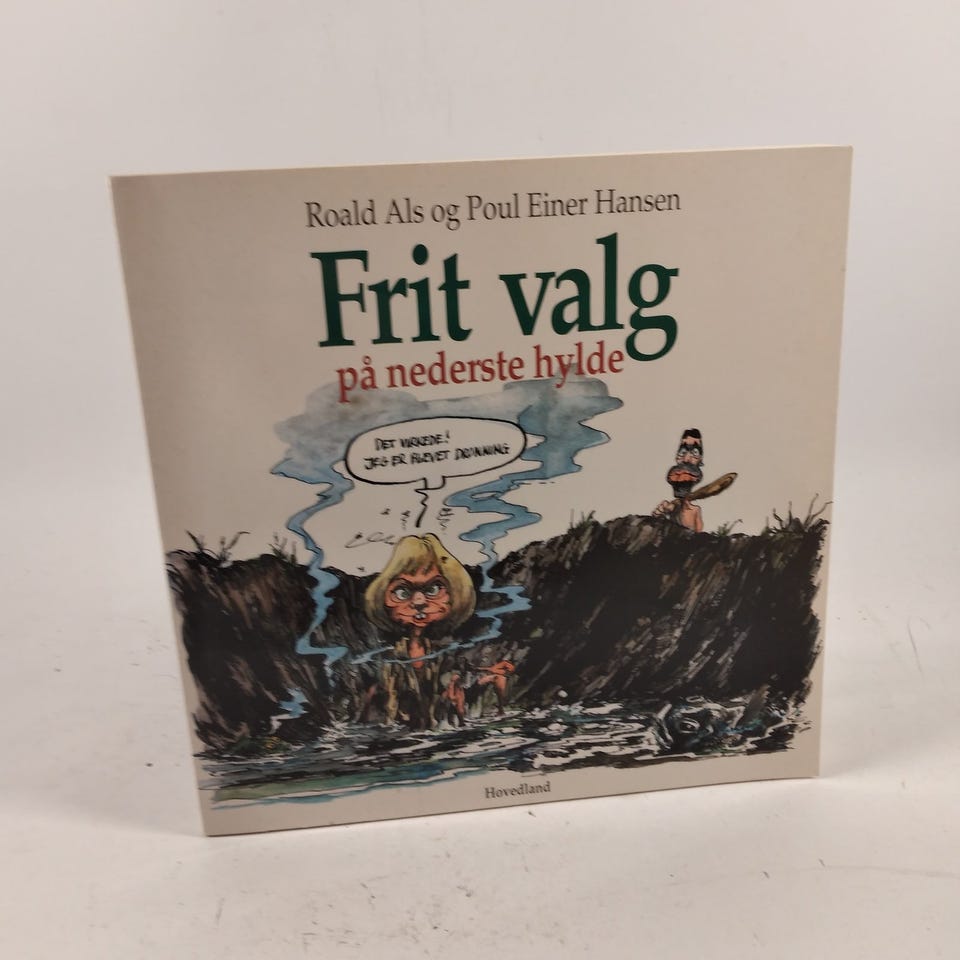 Roald Als og Poul Einer Hansen
Frit valg
på nederste hylde
DET VIRKEDE!
JEG ER BLEVET DRONNING
Hovedland